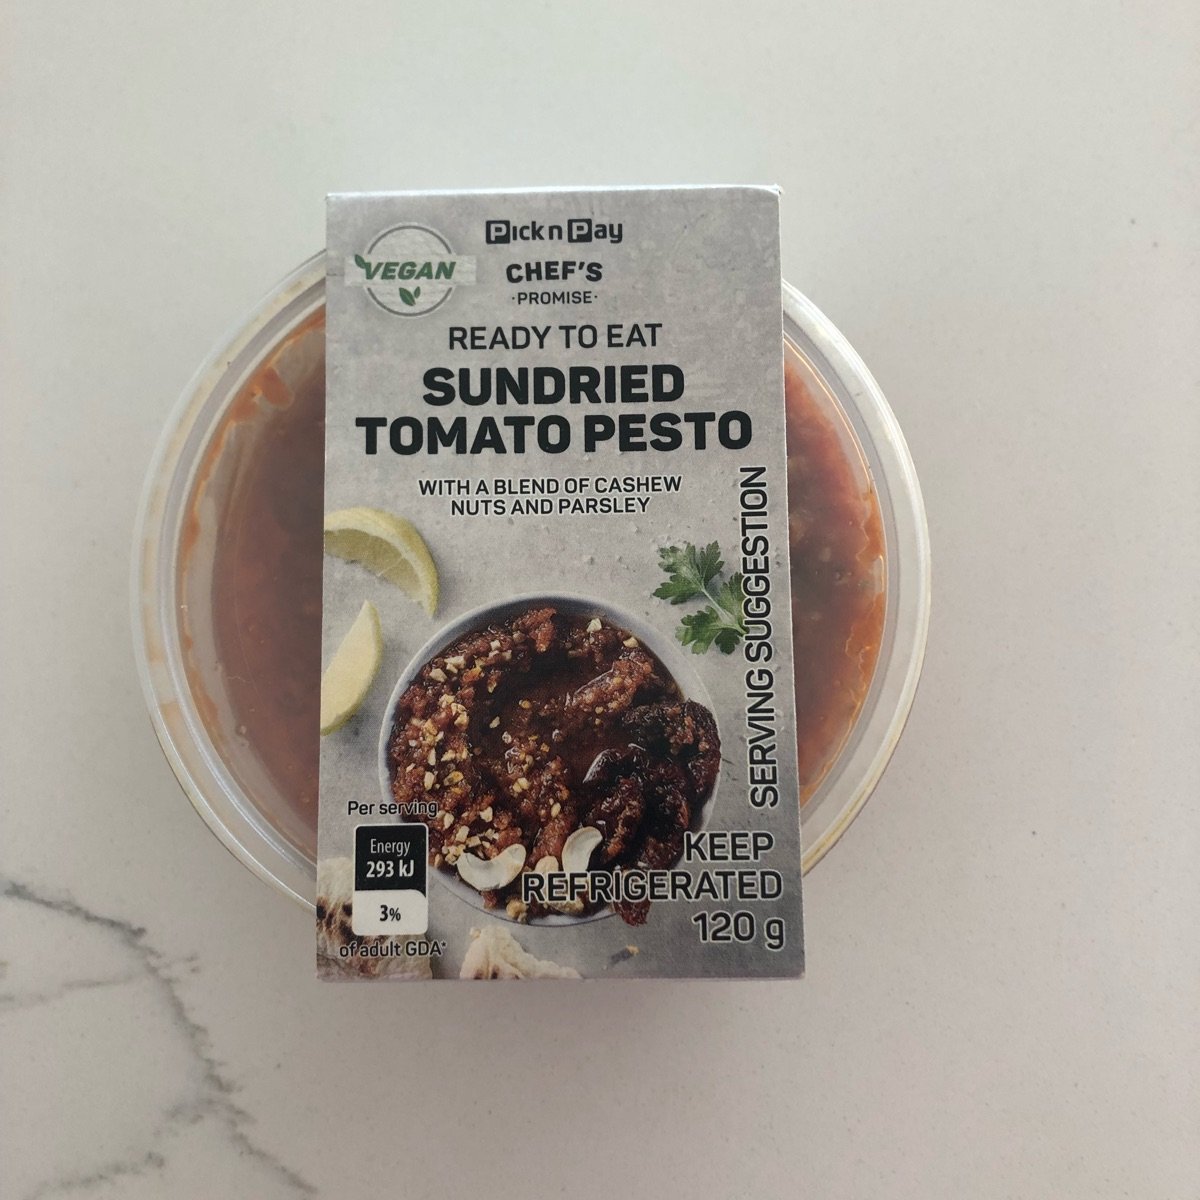 Pick n Pay
VEGAN
CHEF'S
·PROMISE·
READY TO EAT
SUNDRIED
TOMATO PESTO
WITH A BLEND OF CASHEW
NUTS AND PARSLEY
SERVING SUGGESTION
Per serving
Energy
293 kJ
3%
of adult GDA*
KEEP
REFRIGERATED
120 g